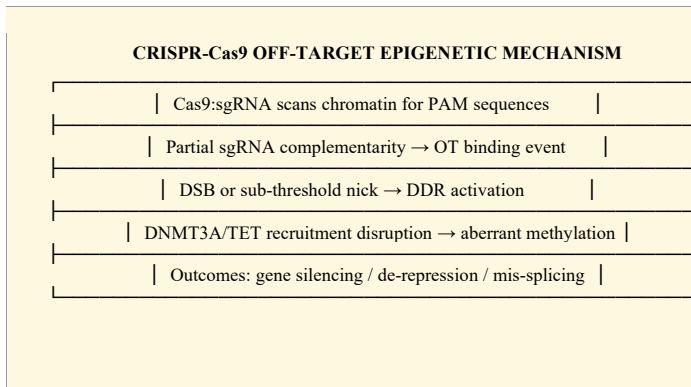 CRISPR-Cas9 OFF-TARGET EPIGENETIC MECHANISM
Cas9:sgRNA scans chromatin for PAM sequences
Partial sgRNA complementarity → OT binding event
DSB or sub-threshold nick → DDR activation
DNMT3A/TET recruitment disruption → aberrant methylation
Outcomes: gene silencing / de-repression / mis-splicing